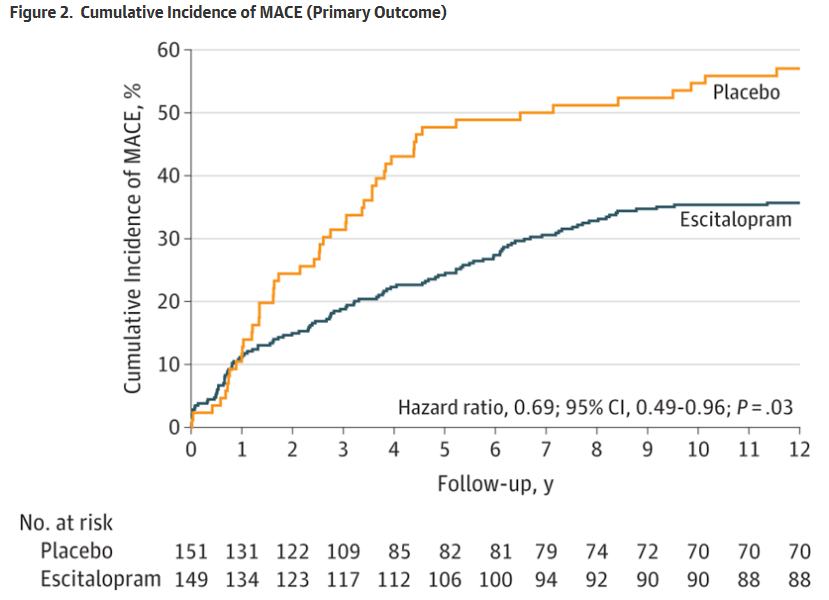 Figure 2. Cumulative Incidence of MACE (Primary Outcome)
60
50
40
30
20
10
0
Cumulative Incidence of MACE, %
Placebo
Escitalopram
Hazard ratio, 0.69; 95% CI, 0.49-0.96; P = .03
0 1 2 3 4 5 6 7 8 9 10 11 12
Follow-up, y
No. at risk
Placebo 151 131 122 109 85 82 81 79 74 72 70 70 70
Escitalopram 149 134 123 117 112 106 100 94 92 90 90 88 88